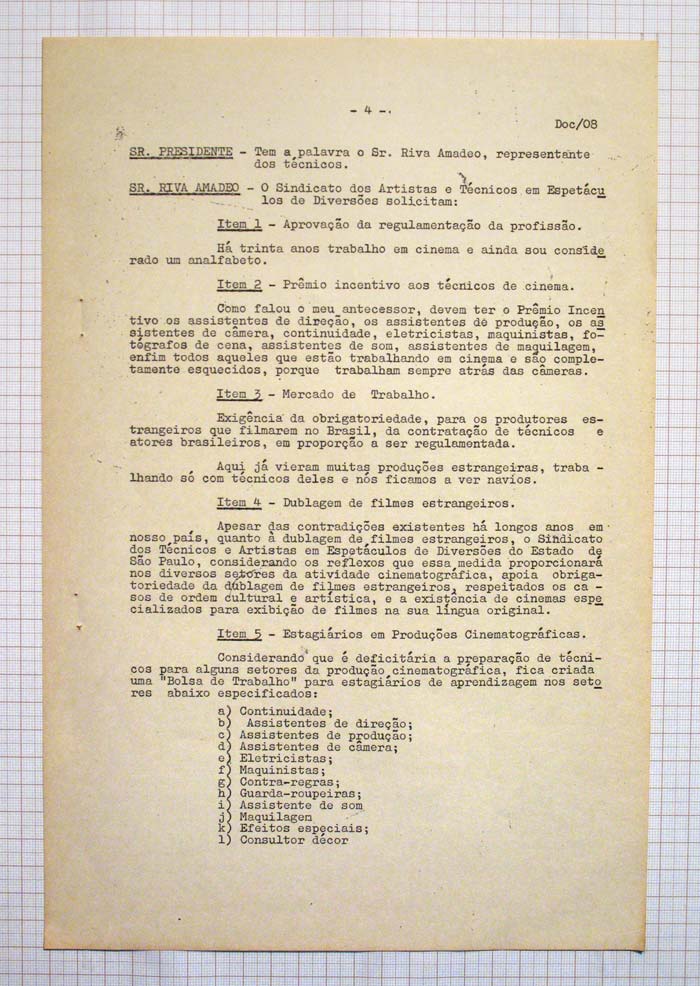 - 4 -.
Doc/08
SR. PRESIDENTE - Tem a palavra o Sr. Riva Amadeo, representante
dos técnicos.
SR. RIVA AMADEO - O Sindicato dos Artistas e Técnicos em Espetácu
los de Diversões solicitam:
Item 1 - Aprovação da regulamentação da profissão.
Há trinta anos trabalho em cinema e ainda sou conside
rado um analfabeto.
Item 2 - Prêmio incentivo aos técnicos de cinema.
Como falou o meu antecessor, devem ter o Prêmio Incen
tivo os assistentes de direção, os assistentes de produção, os as
sistentes de câmera, continuidade, eletricistas, maquinistas, fo-
tógrafos de cena, assistentes de som, assistentes de maquilagem,
enfim todos aqueles que estão trabalhando em cinema e são comple-
tamente esquecidos, porque trabalham sempre atrás das câmeras.
Item 3 - Mercado de Trabalho.
Exigência da obrigatoriedade, para os produtores es-
trangeiros que filmarem no Brasil, da contratação de técnicos e
atores brasileiros, em proporção a ser regulamentada.
Aqui já vieram muitas produções estrangeiras, traba -
lhando só com técnicos deles e nós ficamos a ver navios.
Item 4 - Dublagem de filmes estrangeiros.
Apesar das contradições existentes há longos anos em
nosso país, quanto à dublagem de filmes estrangeiros, o Sindicato
dos Técnicos e Artistas em Espetáculos de Diversões do Estado de
São Paulo, considerando os reflexos que essa medida proporcionará
nos diversos setores da atividade cinematográfica, apoia obriga-
toriedade da dublagem de filmes estrangeiros, respeitados os ca -
sos de ordem cultural e artística, e a existência de cinemas espe
cializados para exibição de filmes na sua língua original.
Item 5 - Estagiários em Produções Cinematográficas.
Considerando que é deficitária a preparação de técni-
cos para alguns setores da produção cinematográfica, fica criada
uma "Bolsa de Trabalho" para estagiários de aprendizagem nos seto
res abaixo especificados:
a) Continuidade;
b) Assistentes de direção;
c) Assistentes de produção;
d) Assistentes de câmera;
e) Eletricistas;
f) Maquinistas;
g) Contra-regras;
h) Guarda-roupeiras;
i) Assistente de som
j) Maquilagem
k) Efeitos especiais;
l) Consultor décor